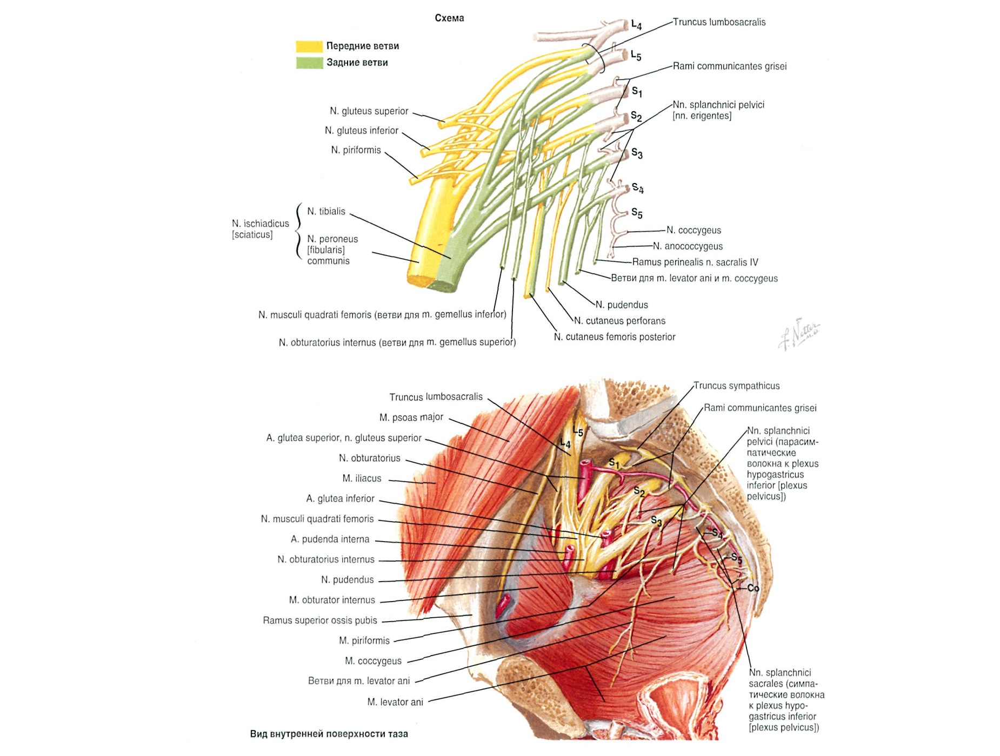 Схема
Передние ветви
Задние ветви
L4
L5
S1
S2
S3
S4
S5
Truncus lumbosacralis
Rami communicantes grisei
Nn. splanchnici pelvici
[nn. erigentes]
N. gluteus superior
N. gluteus inferior
N. piriformis
N. ischiadicus
[sciaticus]
N. tibialis
N. peroneus
[fibularis]
communis
N. coccygeus
N. anococcygeus
Ramus perinealis n. sacralis IV
Ветви для m. levator ani и m. coccygeus
N. pudendus
N. cutaneus perforans
N. cutaneus femoris posterior
N. musculi quadrati femoris (ветви для m. gemellus inferior)
N. obturatorius internus (ветви для m. gemellus superior)
F. Netter
M.D.
Truncus lumbosacralis
M. psoas major
A. glutea superior, n. gluteus superior
N. obturatorius
M. iliacus
A. glutea inferior
N. musculi quadrati femoris
A. pudenda interna
N. obturatorius internus
N. pudendus
M. obturator internus
Ramus superior ossis pubis
M. piriformis
M. coccygeus
Ветви для m. levator ani
M. levator ani
L5
L4
S1
S2
S3
S4
S5
Co
Truncus sympathicus
Rami communicantes grisei
Nn. splanchnici
pelvici (парасим-
патические
волокна к plexus
hypogastricus
inferior [plexus
pelvicus])
Nn. splanchnici
sacrales (симпа-
тические волокна
к plexus hypo-
gastricus inferior
[plexus pelvicus])
Вид внутренней поверхности таза